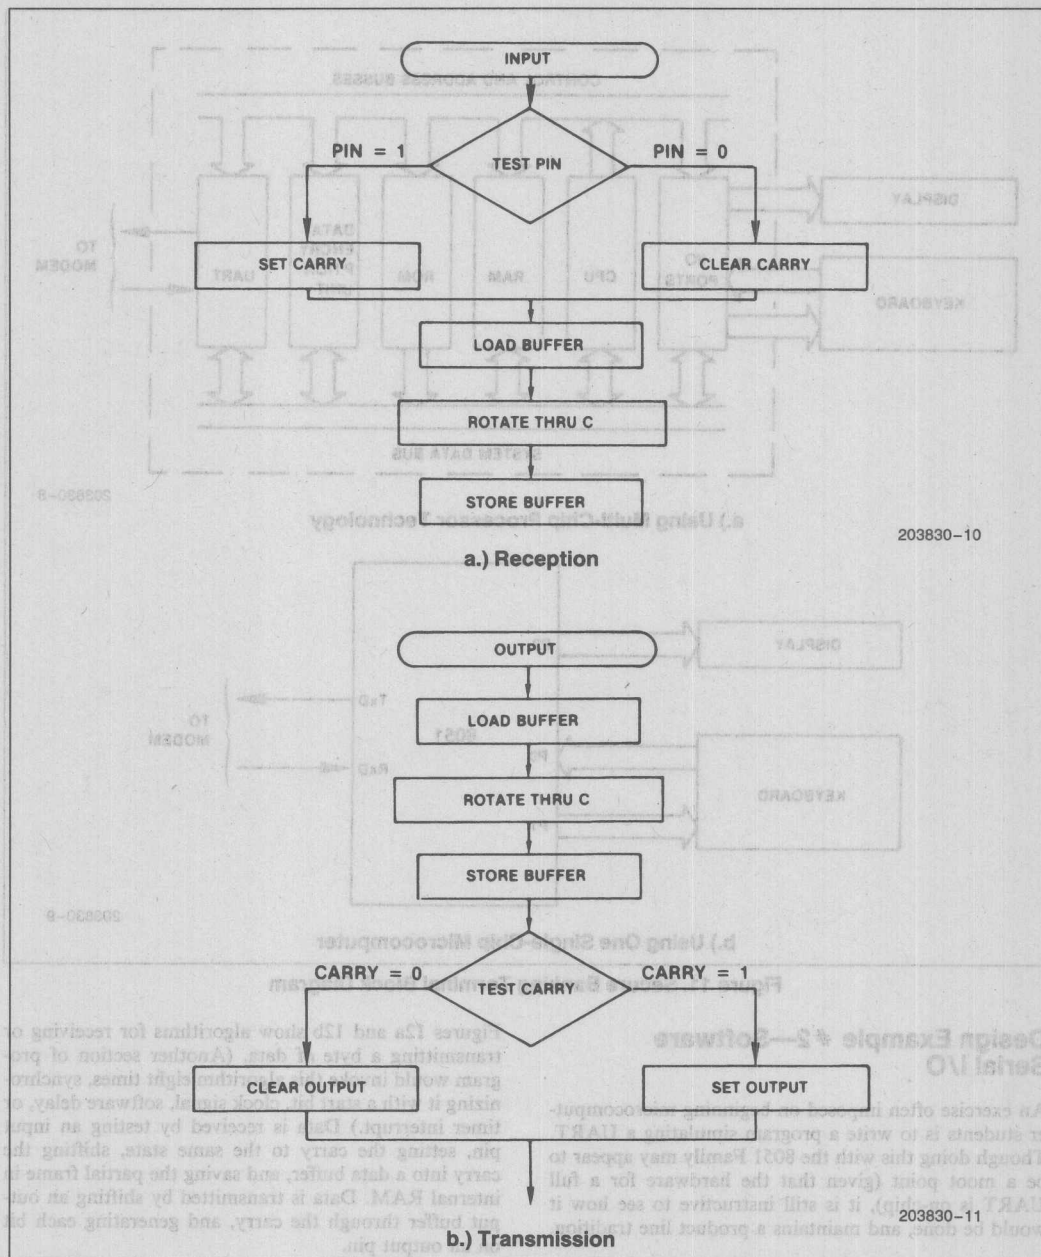 INPUT
TEST PIN
PIN = 1
PIN = 0
SET CARRY
CLEAR CARRY
LOAD BUFFER
ROTATE THRU C
STORE BUFFER
203830-10
a.) Reception
OUTPUT
LOAD BUFFER
ROTATE THRU C
STORE BUFFER
CARRY = 0
CARRY = 1
TEST CARRY
CLEAR OUTPUT
SET OUTPUT
203830-11
b.) Transmission